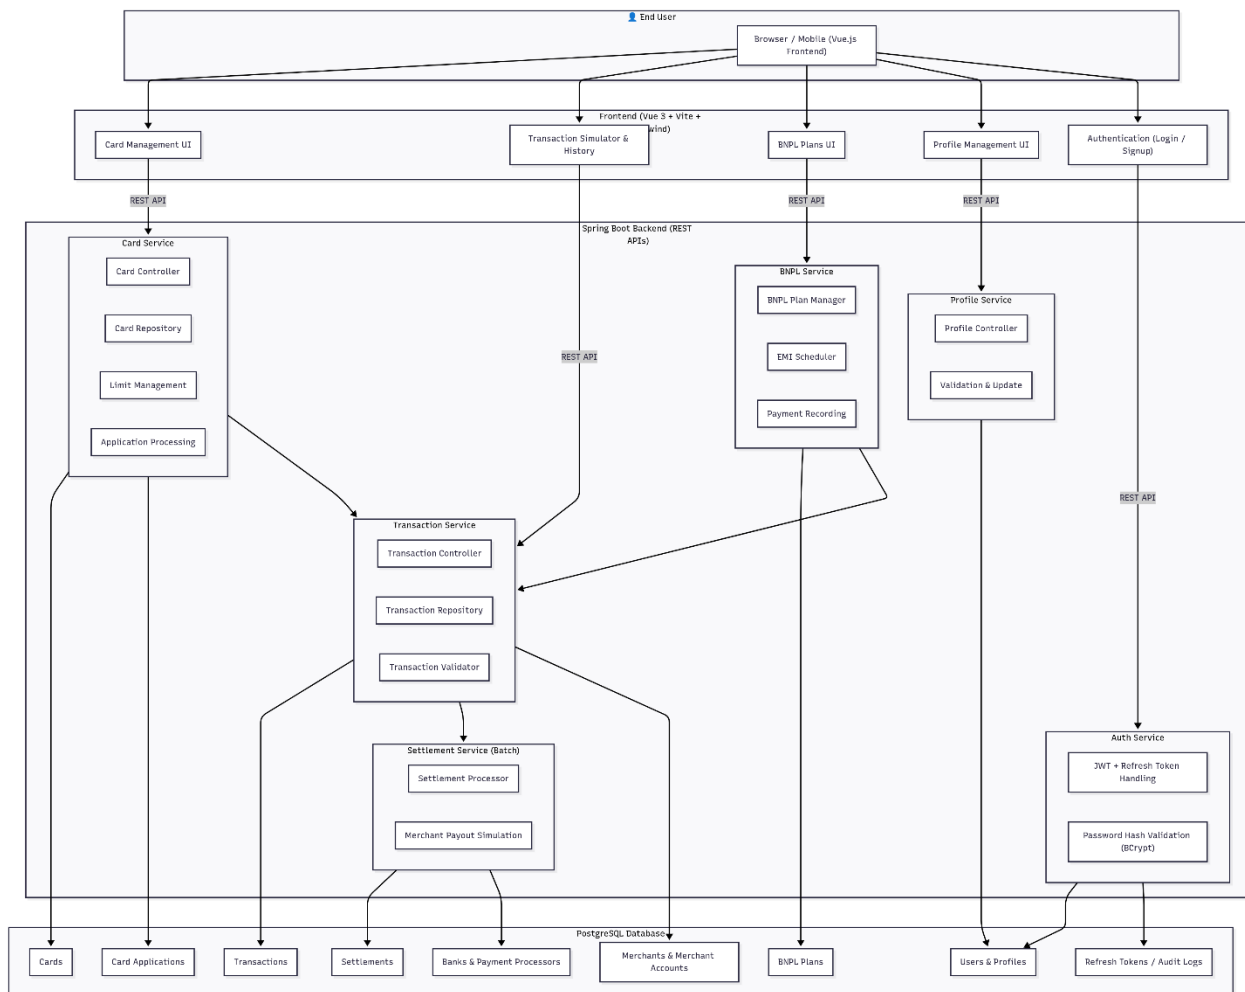 👤 End User
Browser / Mobile (Vue.js
Frontend)
Frontend (Vue 3 + Vite +
wind)
Card Management UI
Transaction Simulator &
History
BNPL Plans UI
Profile Management UI
Authentication (Login /
Signup)
REST API
REST API
REST API
Spring Boot Backend (REST
APIs)
Card Service
Card Controller
Card Repository
Limit Management
Application Processing
REST API
BNPL Service
BNPL Plan Manager
EMI Scheduler
Payment Recording
Profile Service
Profile Controller
Validation & Update
REST API
Transaction Service
Transaction Controller
Transaction Repository
Transaction Validator
Settlement Service (Batch)
Settlement Processor
Merchant Payout Simulation
Auth Service
JWT + Refresh Token
Handling
Password Hash Validation
(BCrypt)
PostgreSQL Database
Cards
Card Applications
Transactions
Settlements
Banks & Payment Processors
Merchants & Merchant
Accounts
BNPL Plans
Users & Profiles
Refresh Tokens / Audit Logs